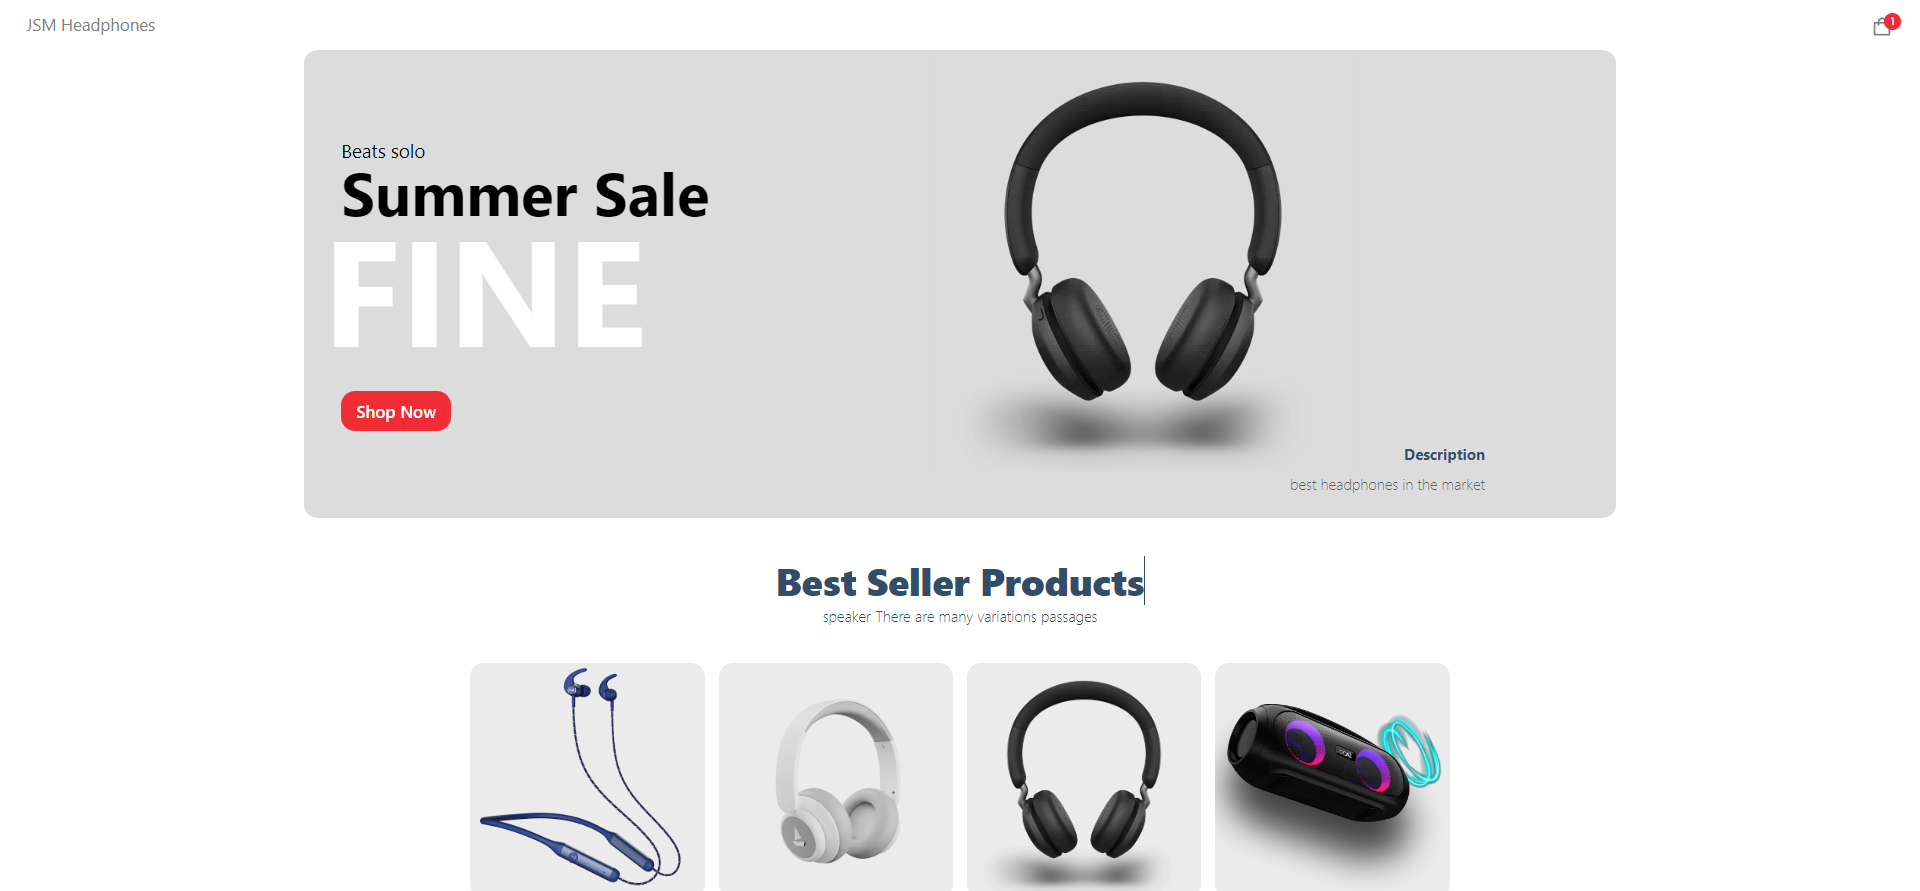 JSM Headphones
1
Beats solo
Summer Sale
FINE
Shop Now
Description
best headphones in the market
Best Seller Products
speaker There are many variations passages